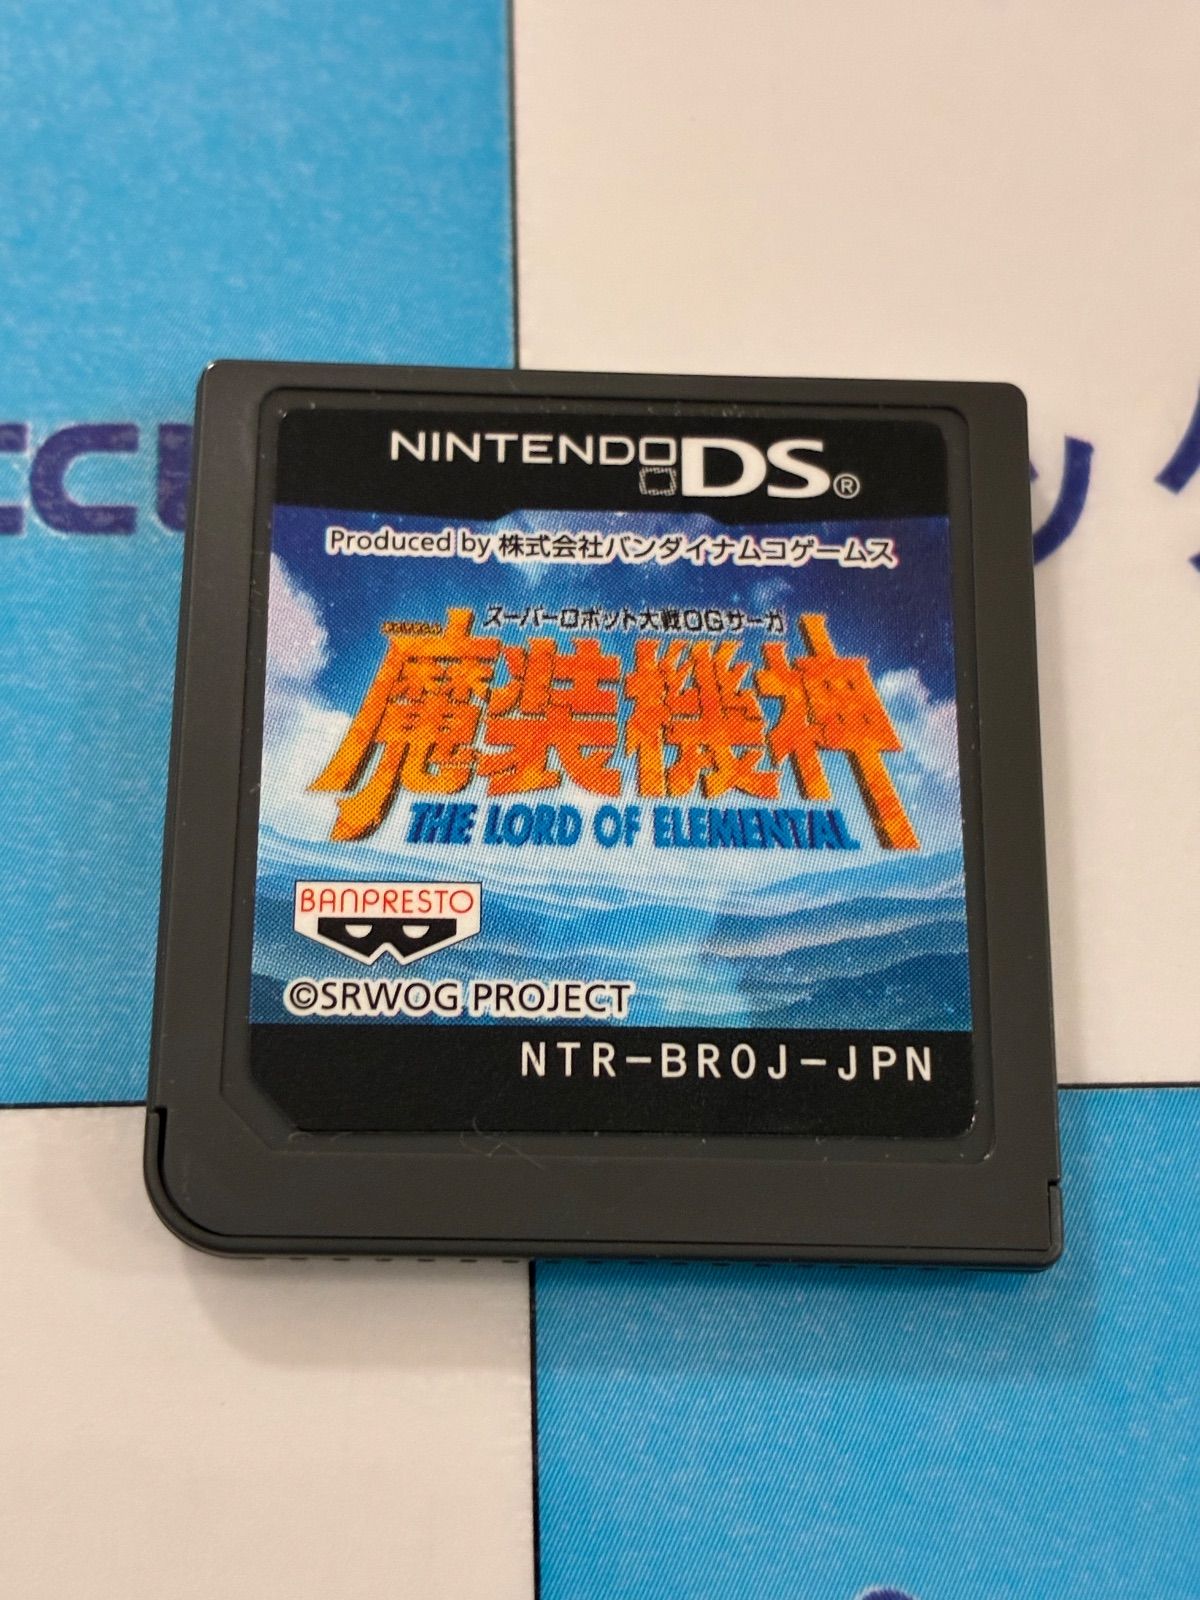 NINTENDO DS®
Produced by 株式会社バンダイナムコゲームス
スーパーロボット大戦OGサーガ
魔装機神
THE LORD OF ELEMENTAL
BANPRESTO
©SRWOG PROJECT
NTR-BROJ-JPN